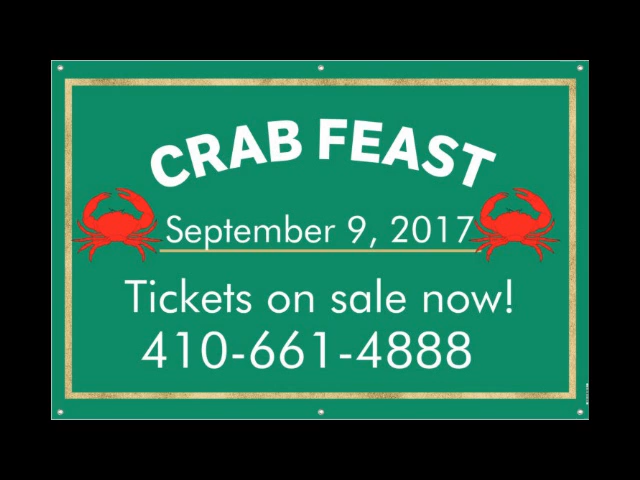 CRAB FEAST
September 9, 2017
Tickets on sale now!
410-661-4888